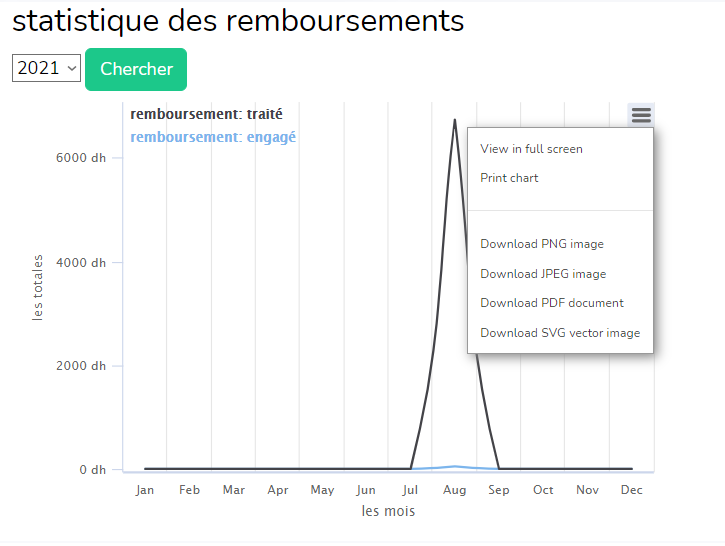 statistique des remboursements
2021
Chercher
remboursement: traité
remboursement: engagé
View in full screen
Print chart
Download PNG image
Download JPEG image
Download PDF document
Download SVG vector image
les totales
6000 dh
4000 dh
2000 dh
0 dh
Jan Feb Mar Apr May Jun Jul Aug Sep Oct Nov Dec
les mois